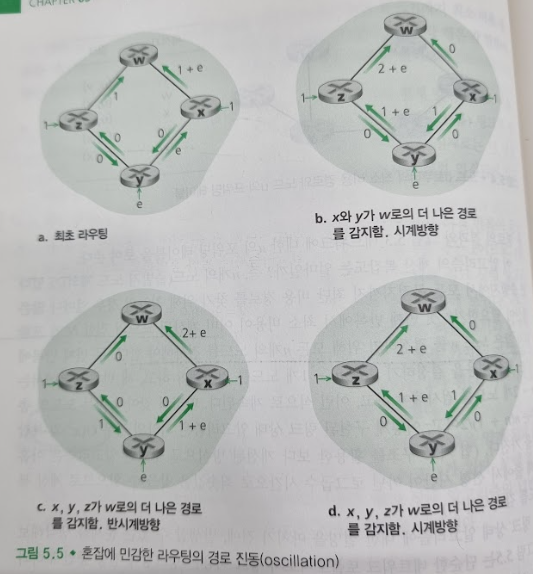 CHAPTER
w
1 + e
1
z
1
x
1
0
0
0
e
y
e
a. 최초 라우팅
w
0
2 + e
1
z
x
1
1 + e
1
0
0
y
e
b. x와 y가 w로의 더 나은 경로
를 감지함. 시계방향
w
2+ e
0
1
z
x
1
0
0
1
1 + e
y
e
c. x, y, z가 w로의 더 나은 경로
를 감지함, 반시계방향
w
0
2 + e
1
z
x
1
1 + e
1
0
0
y
e
d. x, y, z가 w로의 더 나은 경로
를 감지함. 시계방향
그림 5.5 • 혼잡에 민감한 라우팅의 경로 진동(oscillation)